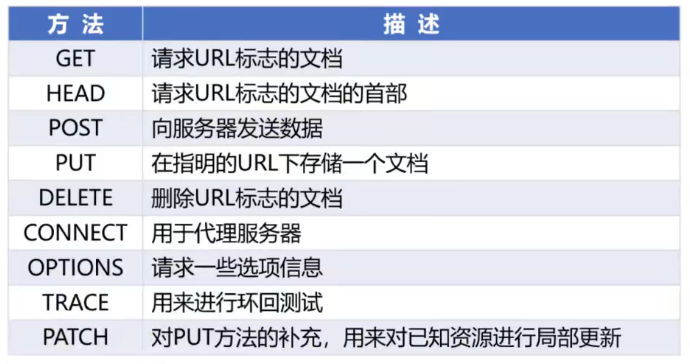 方 法 描 述
GET 请求URL标志的文档
HEAD 请求URL标志的文档的首部
POST 向服务器发送数据
PUT 在指明的URL下存储一个文档
DELETE 删除URL标志的文档
CONNECT 用于代理服务器
OPTIONS 请求一些选项信息
TRACE 用来进行环回测试
PATCH 对PUT方法的补充，用来对已知资源进行局部更新